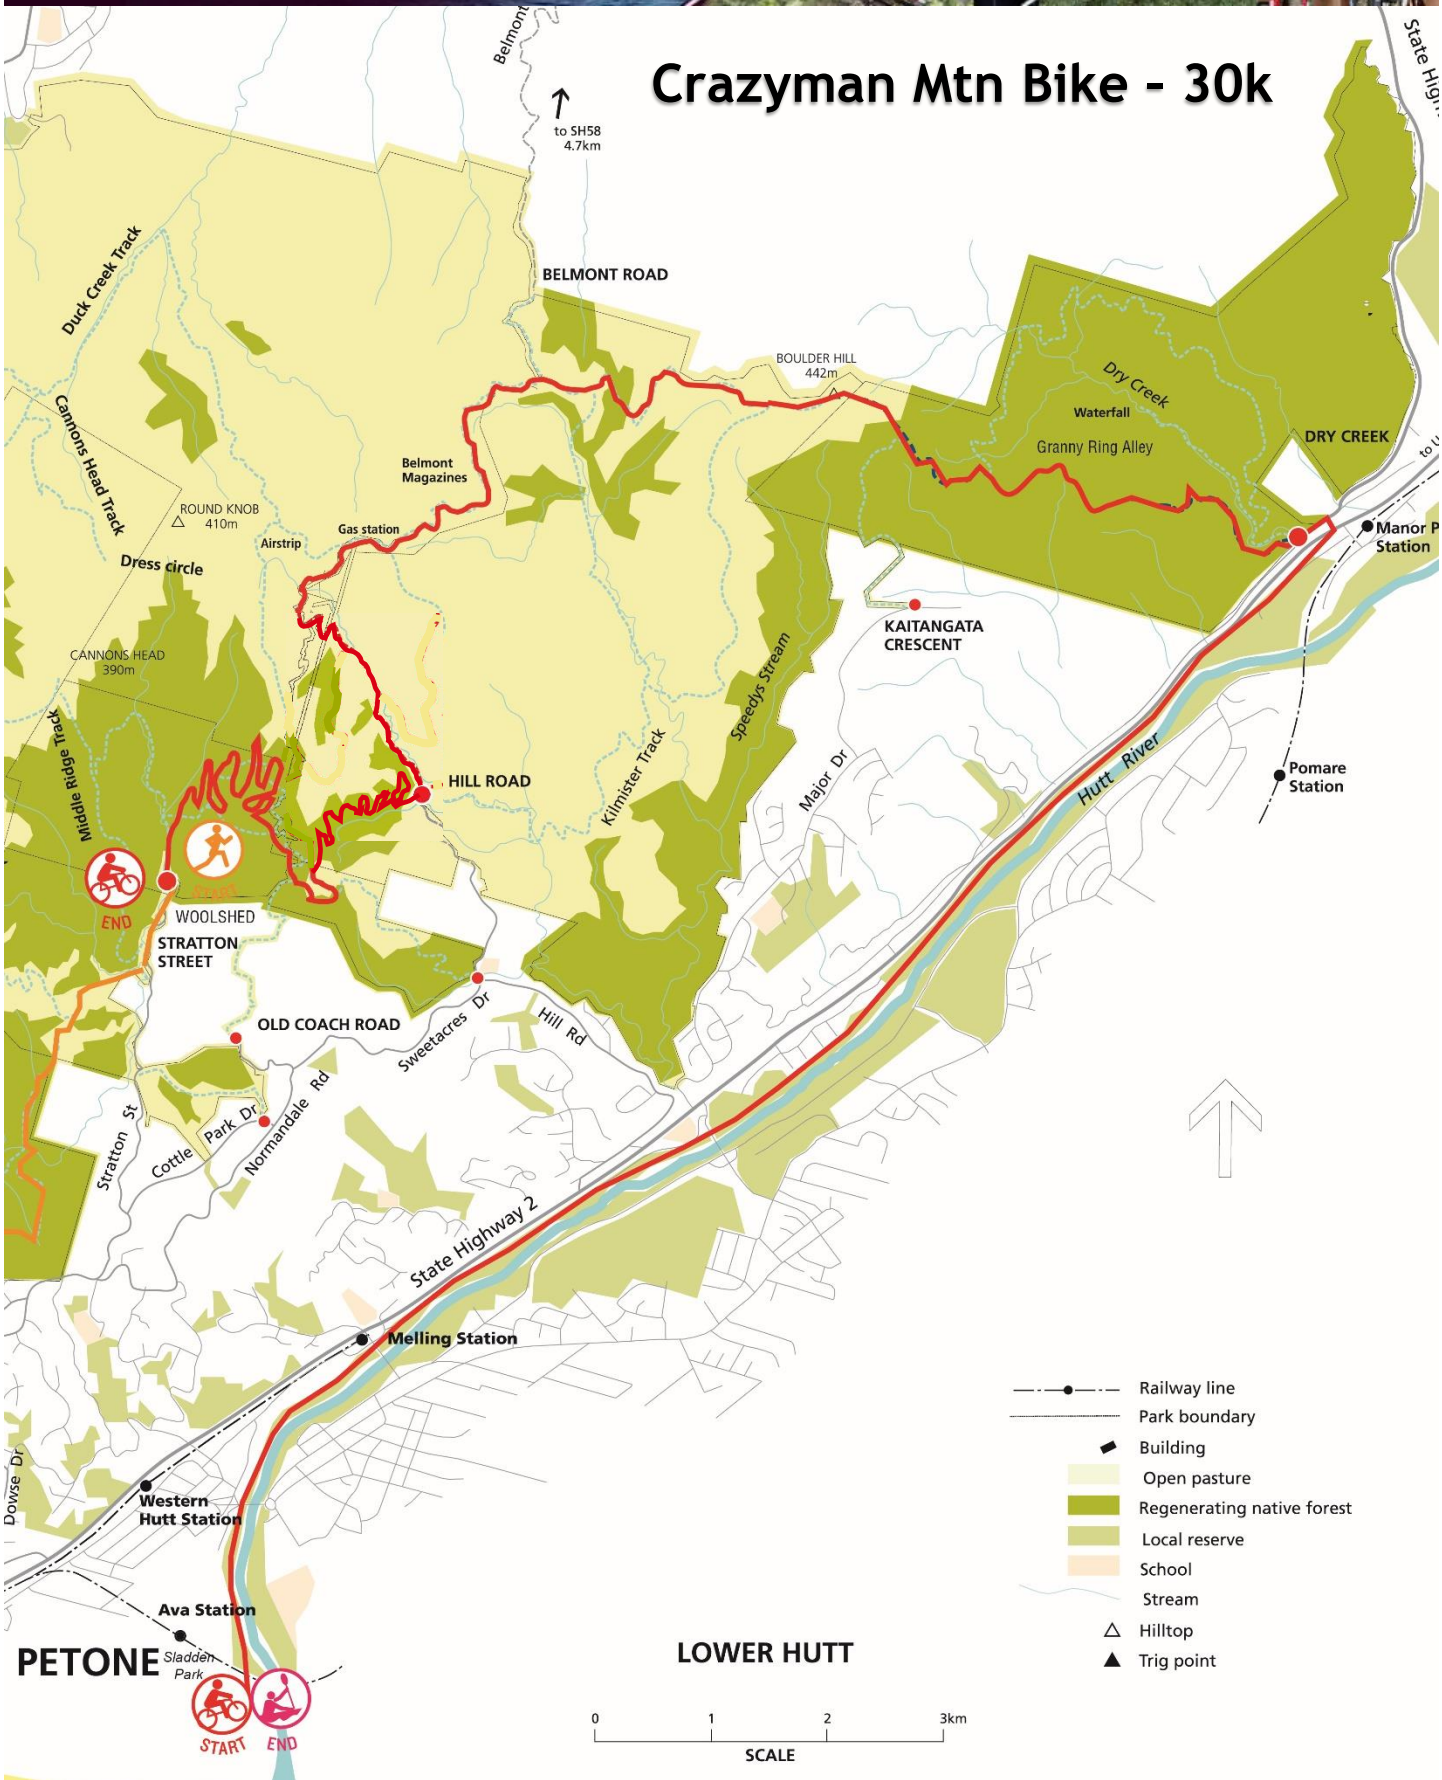 Crazyman Mtn Bike – 30k
Belmont
to SH58
4.7km
BELMONT ROAD
Duck Creek Track
BOULDER HILL
442m
Dry Creek
Waterfall
Granny Ring Alley
DRY CREEK
Cannons Head Track
Belmont
Magazines
ROUND KNOB
410m
Gas station
Airstrip
Dress circle
Manor P
Station
KAITANGATA
CRESCENT
CANNONS HEAD
390m
Speedys Stream
Middle Ridge Track
HILL ROAD
Kilmister Track
Major Dr
Hutt River
Pomare
Station
START
END
WOOLSHED
STRATTON
STREET
OLD COACH ROAD
Sweetacres Dr
Hill Rd
Stratton St
Cottle Park Dr
Normandale Rd
State Highway 2
Melling Station
Western
Hutt Station
Dowse Dr
Ava Station
PETONE
Sladden
Park
START
END
LOWER HUTT
0 1 2 3km
SCALE
Railway line
Park boundary
Building
Open pasture
Regenerating native forest
Local reserve
School
Stream
Hilltop
Trig point